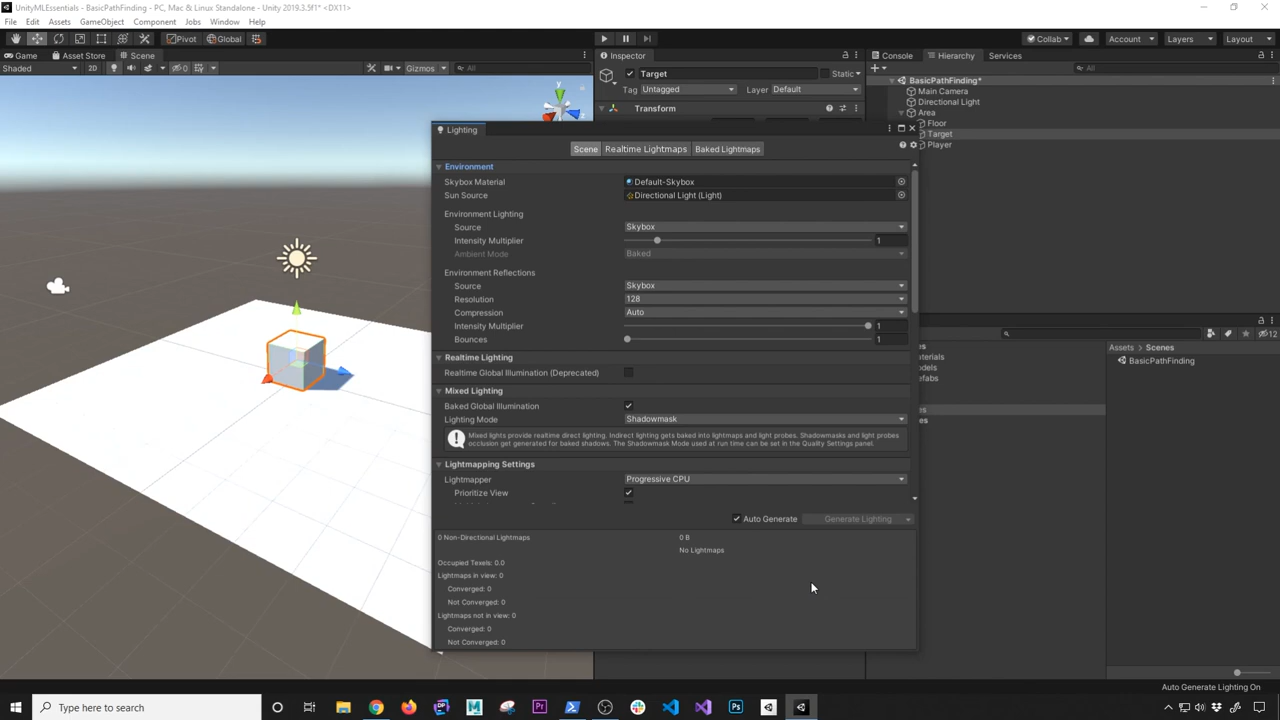 UnityMLEssentials - BasicPathFinding - PC, Mac & Linux Standalone - Unity 2019.3.5f1* <DX11>
File Edit Assets GameObject Component Jobs Window Help
Pivot Global Collab Account Layers Layout
Game Asset Store Scene
Shaded 2D 0 Gizmos All
Inspector
Target Static
Tag Untagged Layer Default
Transform
Console Hierarchy Services
All
BasicPathFinding*
Main Camera
Directional Light
Area
Floor
Target
Player
y
Lighting
Scene Realtime Lightmaps Baked Lightmaps
Environment
Skybox Material Default-Skybox
Sun Source Directional Light (Light)
Environment Lighting
Source Skybox
Intensity Multiplier 1
Ambient Mode Baked
Environment Reflections
Source Skybox
Resolution 128
Compression Auto
Intensity Multiplier 1
Bounces 1
Realtime Lighting
Realtime Global Illumination (Deprecated)
Mixed Lighting
Baked Global Illumination
Lighting Mode Shadowmask
Mixed lights provide realtime direct lighting. Indirect lighting gets baked into lightmaps and light probes. Shadowmasks and light probes
occlusion get generated for baked shadows. The Shadowmask Mode used at run time can be set in the Quality Settings panel.
Lightmapping Settings
Lightmapper Progressive CPU
Prioritize View
Auto Generate Generate Lighting
0 Non-Directional Lightmaps 0 B
No Lightmaps
Occupied Texels: 0.0
Lightmaps in view: 0
Converged: 0
Not Converged: 0
Lightmaps not in view: 0
Converged: 0
Not Converged: 0
12
es
aterials
odels
efabs
es
es
Assets > Scenes
BasicPathFinding
Auto Generate Lighting On
Type here to search
Pr
Ps